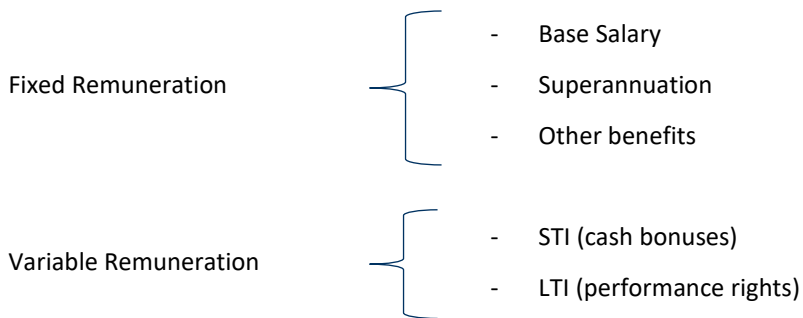 - Base Salary
Fixed Remuneration - Superannuation
- Other benefits
- STI (cash bonuses)
Variable Remuneration
- LTI (performance rights)